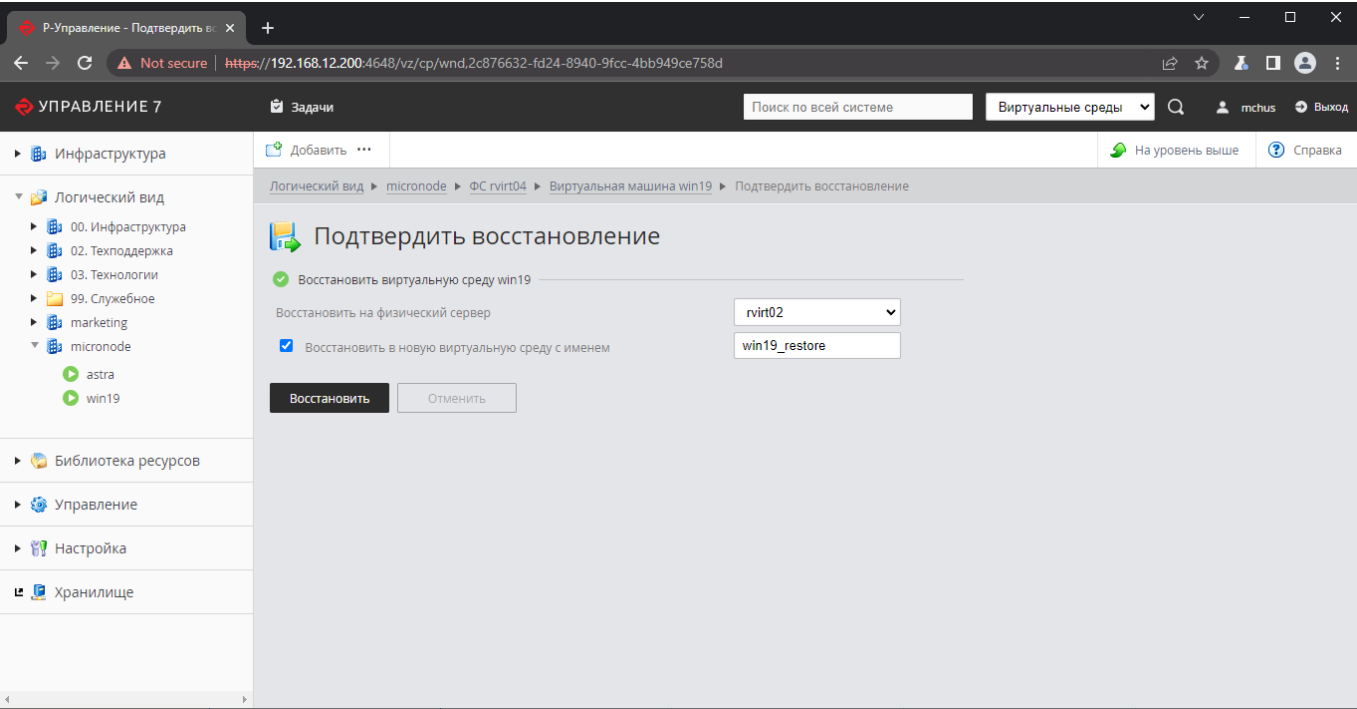 Р-Управление - Подтвердить вс
Not secure | https://192.168.12.200:4648/vz/cp/wnd,2c876632-fd24-8940-9fcc-4bb949ce758d
УПРАВЛЕНИЕ 7
Задачи
Поиск по всей системе
Виртуальные среды
mchus
Выход
Инфраструктура
Логический вид
00. Инфраструктура
02. Техподдержка
03. Технологии
99. Служебное
marketing
micronode
astra
win19
Библиотека ресурсов
Управление
Настройка
Хранилище
Добавить ...
На уровень выше
Справка
Логический вид ▶ micronode ▶ ФС rvirt04 ▶ Виртуальная машина win19 ▶ Подтвердить восстановление
Подтвердить восстановление
Восстановить виртуальную среду win19
Восстановить на физический сервер
rvirt02
Восстановить в новую виртуальную среду с именем
win19_restore
Восстановить
Отменить